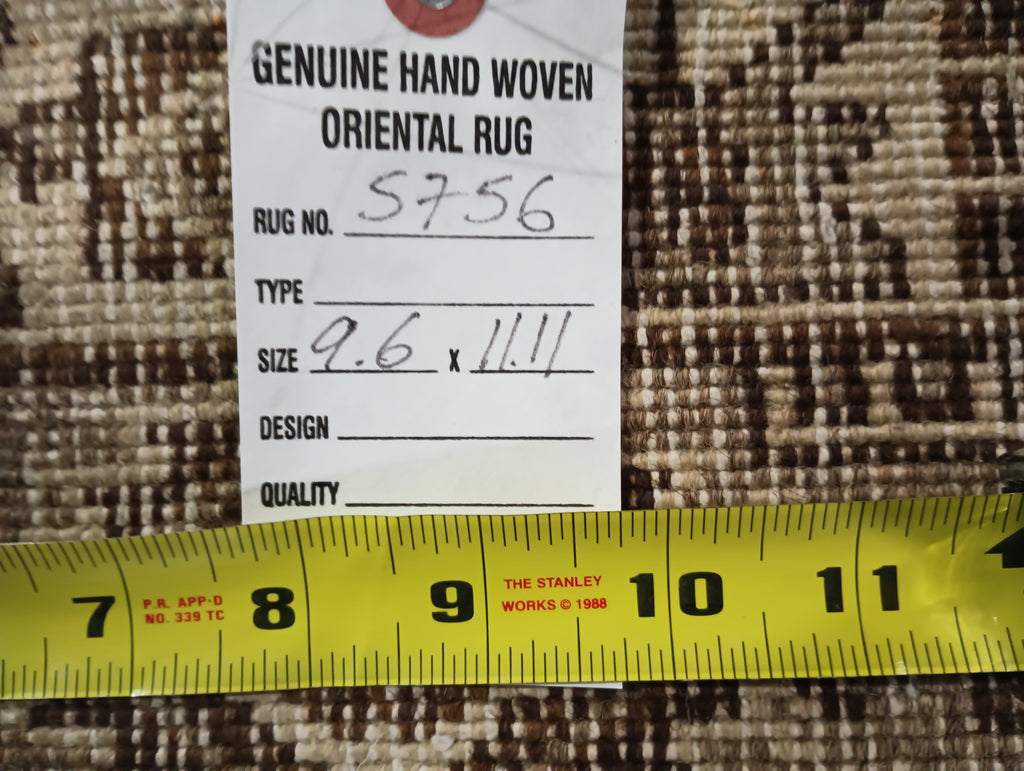 GENUINE HAND WOVEN
ORIENTAL RUG
RUG NO. 5756
TYPE
SIZE 9.6 x 11.11
DESIGN
QUALITY
7 P.R. APP'D 8 9 THE STANLEY 10 11
NO. 339 TC WORKS © 1988